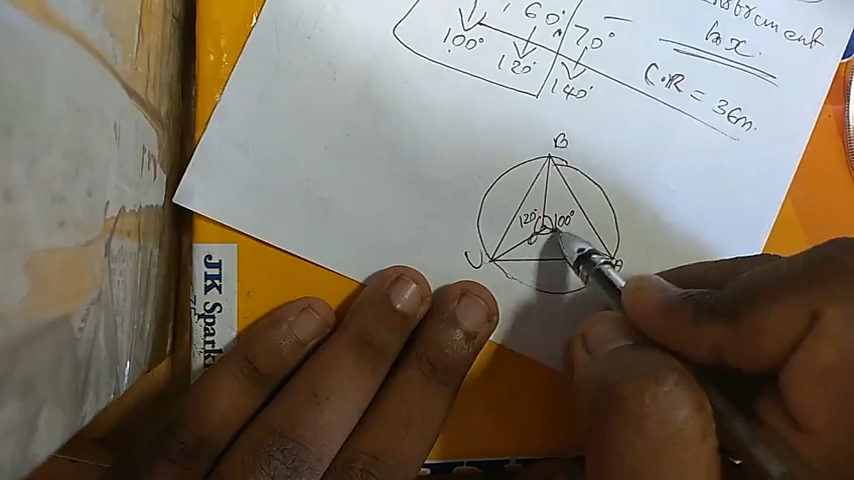 60° 70°
100° 120° 140°
Instrument
box.
C.R = 3cm.
B
120° 100°
O
A
JK Spark